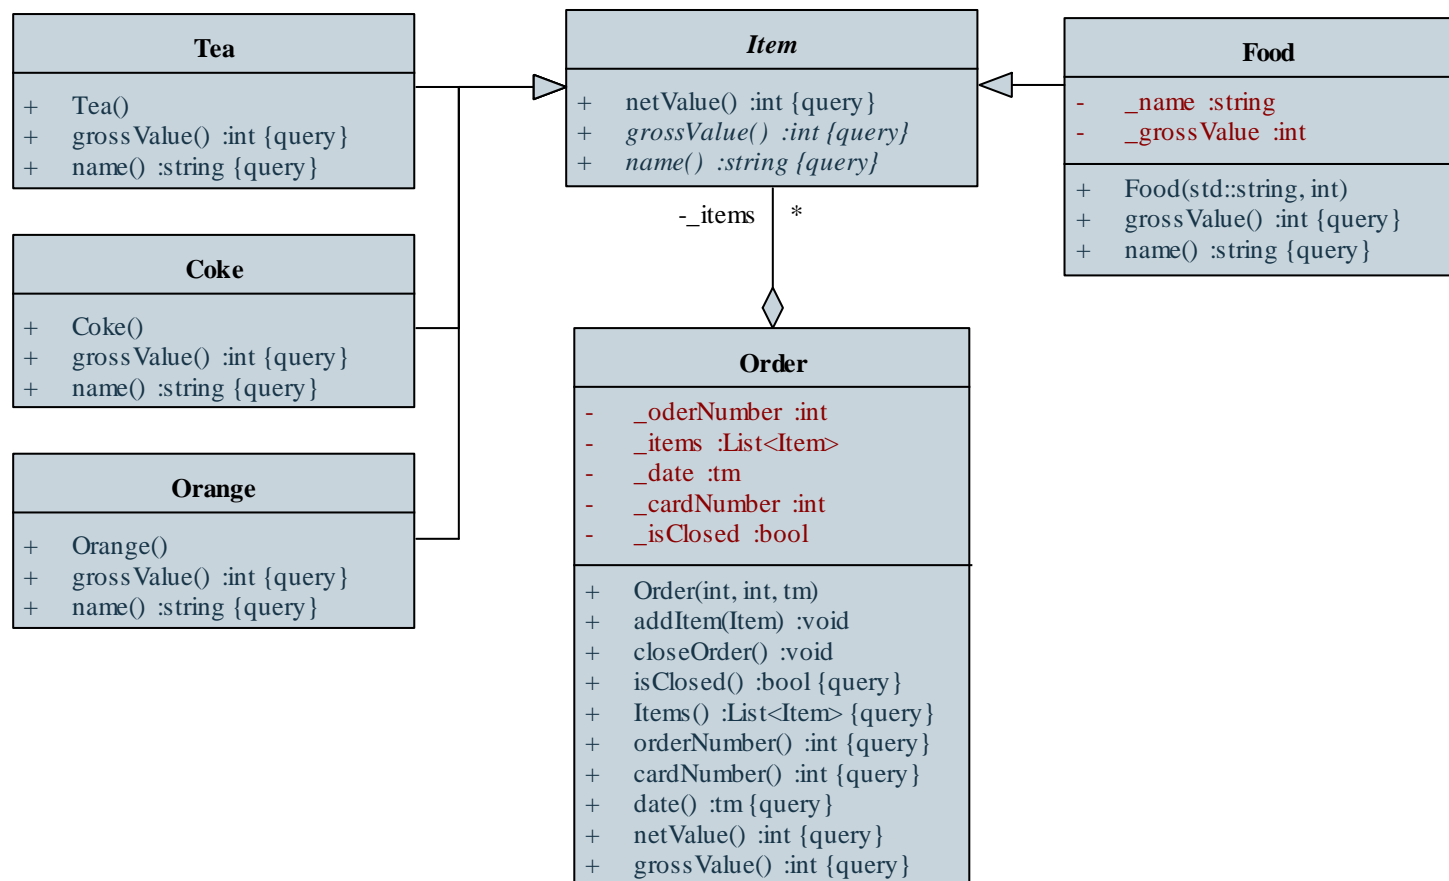 Tea
+ Tea()
+ grossValue() :int {query}
+ name() :string {query}
Item
+ netValue() :int {query}
+ grossValue() :int {query}
+ name() :string {query}
Food
- _name :string
- _grossValue :int
+ Food(std::string, int)
+ grossValue() :int {query}
+ name() :string {query}
-_items *
Coke
+ Coke()
+ grossValue() :int {query}
+ name() :string {query}
Orange
+ Orange()
+ grossValue() :int {query}
+ name() :string {query}
Order
- _oderNumber :int
- _items :List<Item>
- _date :tm
- _cardNumber :int
- _isClosed :bool
+ Order(int, int, tm)
+ addItem(Item) :void
+ closeOrder() :void
+ isClosed() :bool {query}
+ Items() :List<Item> {query}
+ orderNumber() :int {query}
+ cardNumber() :int {query}
+ date() :tm {query}
+ netValue() :int {query}
+ grossValue() :int {query}